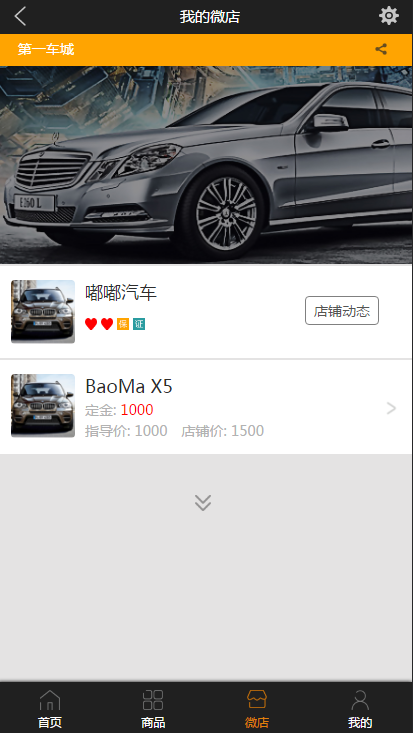 我的微店
第一车城
E260 L
嘟嘟汽车
保 证
店铺动态
BaoMa X5
定金: 1000
指导价: 1000 店铺价: 1500
首页 商品 微店 我的